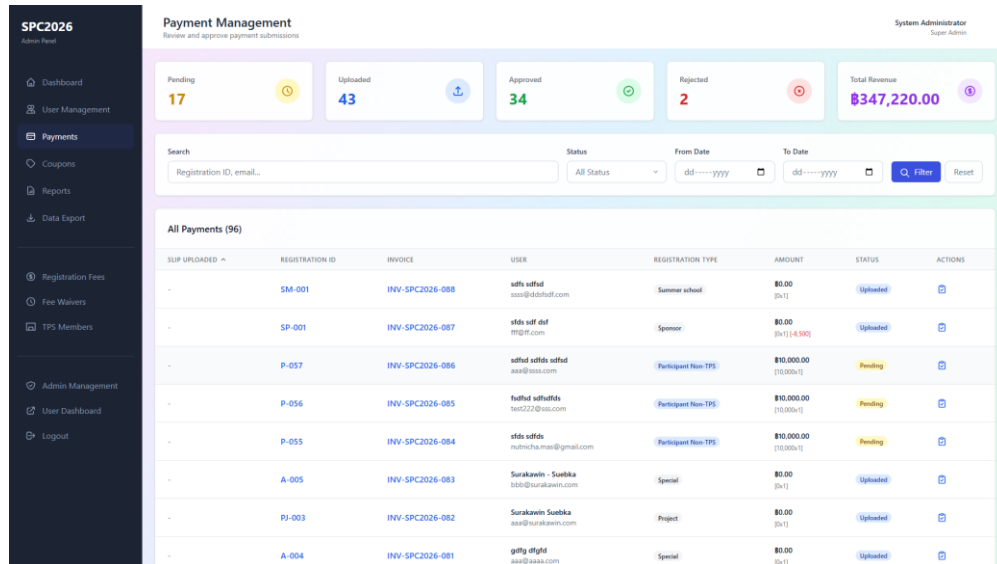 SPC2026
Admin Panel
Dashboard
User Management
Payments
Coupons
Reports
Data Export
Registration Fees
Fee Waivers
TPS Members
Admin Management
User Dashboard
Logout
Payment Management
Review and approve payment submissions
System Administrator
Super Admin
Pending
17
Uploaded
43
Approved
34
Rejected
2
Total Revenue
฿347,220.00
Search
Registration ID, email...
Status
All Status
From Date
dd-----yyyy
To Date
dd-----yyyy
Filter
Reset
All Payments (96)
SLIP UPLOADED REGISTRATION ID INVOICE USER REGISTRATION TYPE AMOUNT STATUS ACTIONS
- SM-001 INV-SPC2026-088 sdfs sdfsd Summer school ฿0.00 Uploaded
ssss@ddsfsdf.com [0x1]
- SP-001 INV-SPC2026-087 sfds sdf dsf Sponsor ฿0.00 Uploaded
fff@ff.com [0x1] [-8,500]
- P-057 INV-SPC2026-086 sdfsd sdfds sdfsd Participant Non-TPS ฿10,000.00 Pending
aaa@ssss.com [10,000x1]
- P-056 INV-SPC2026-085 fsdfsd sdfsdfds Participant Non-TPS ฿10,000.00 Pending
test222@sss.com [10,000x1]
- P-055 INV-SPC2026-084 sfds sdfds Participant Non-TPS ฿10,000.00 Pending
nutnicha.mas@gmail.com [10,000x1]
- A-005 INV-SPC2026-083 Surakawin - Suebka Special ฿0.00 Uploaded
bbb@surakawin.com [0x1]
- PJ-003 INV-SPC2026-082 Surakawin Suebka Project ฿0.00 Uploaded
aaa@surakawin.com [0x1]
- A-004 INV-SPC2026-081 gdfg dfgfd Special ฿0.00 Uploaded
aaa@aaaa.com [0x1]